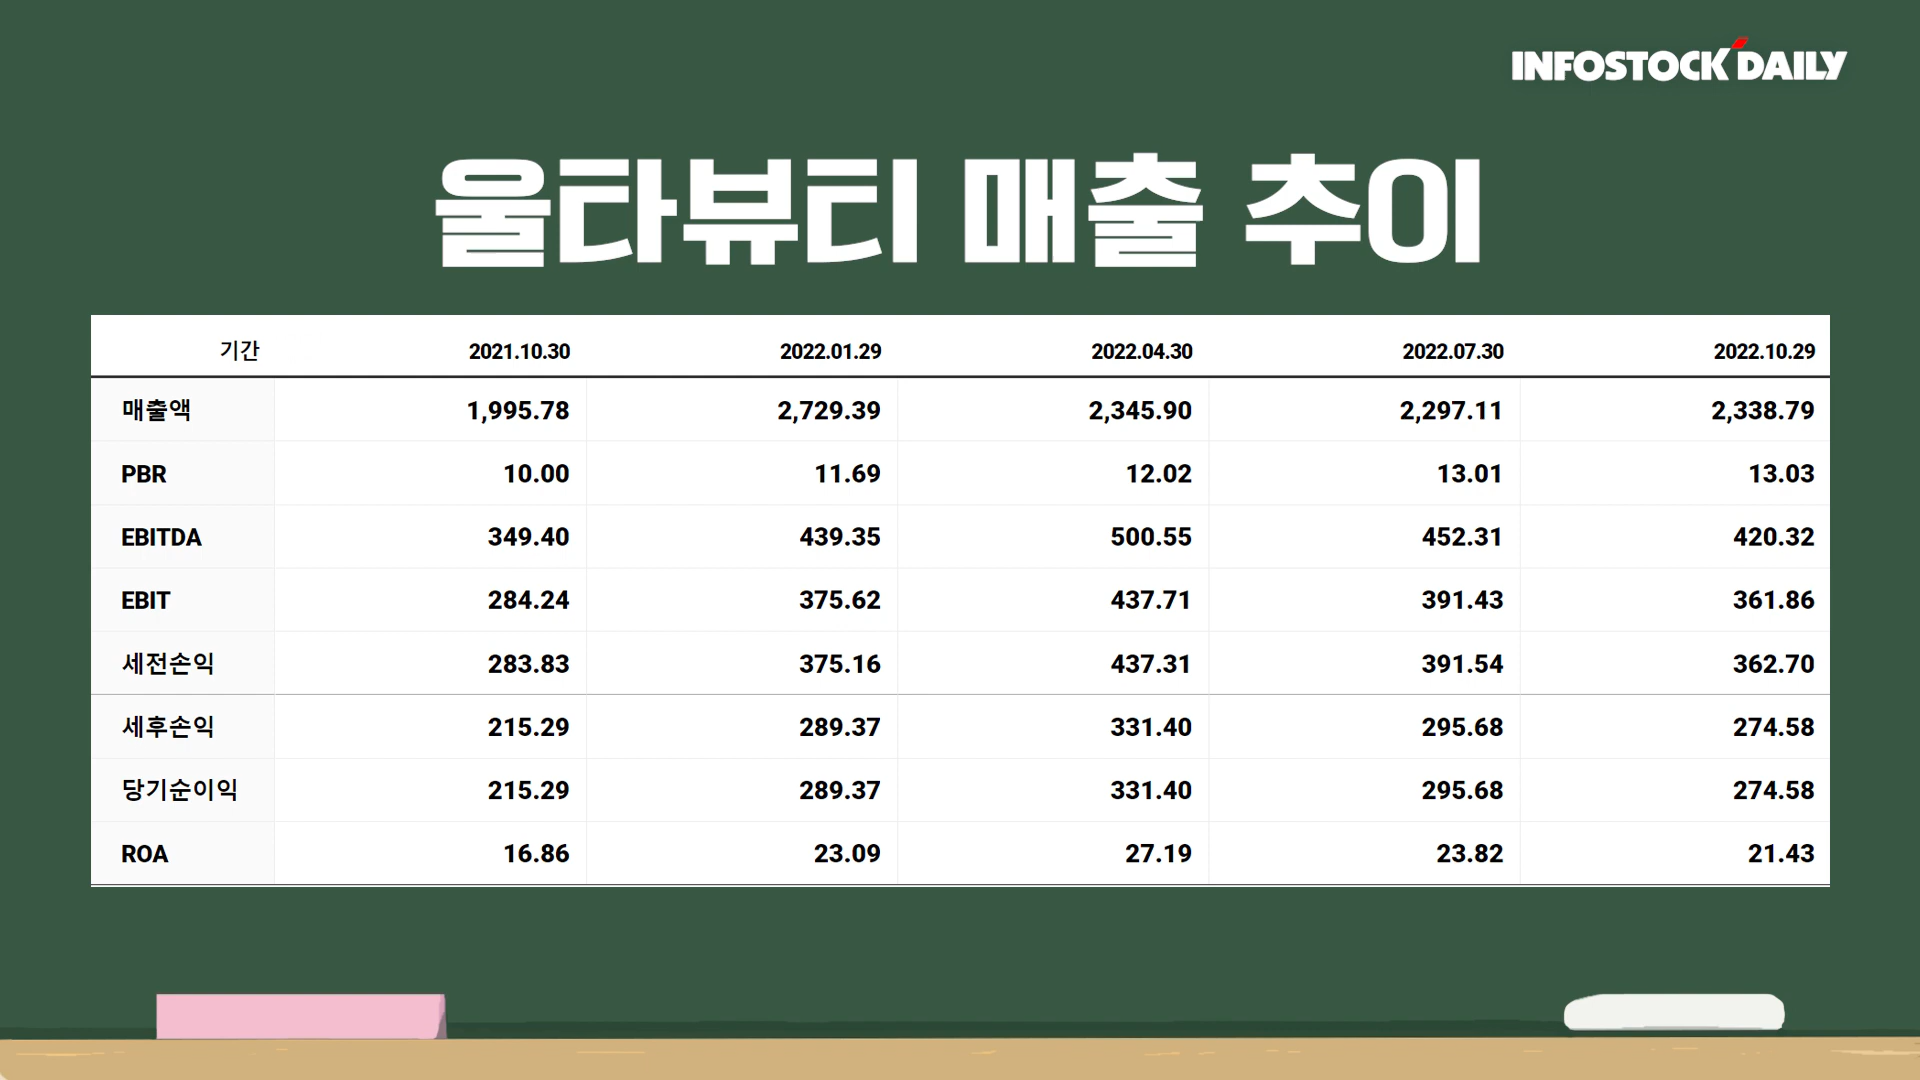 INFOSTOCK DAILY
울타뷰티 매출 추이
기간 2021.10.30 2022.01.29 2022.04.30 2022.07.30 2022.10.29
매출액 1,995.78 2,729.39 2,345.90 2,297.11 2,338.79
PBR 10.00 11.69 12.02 13.01 13.03
EBITDA 349.40 439.35 500.55 452.31 420.32
EBIT 284.24 375.62 437.71 391.43 361.86
세전손익 283.83 375.16 437.31 391.54 362.70
세후손익 215.29 289.37 331.40 295.68 274.58
당기순이익 215.29 289.37 331.40 295.68 274.58
ROA 16.86 23.09 27.19 23.82 21.43